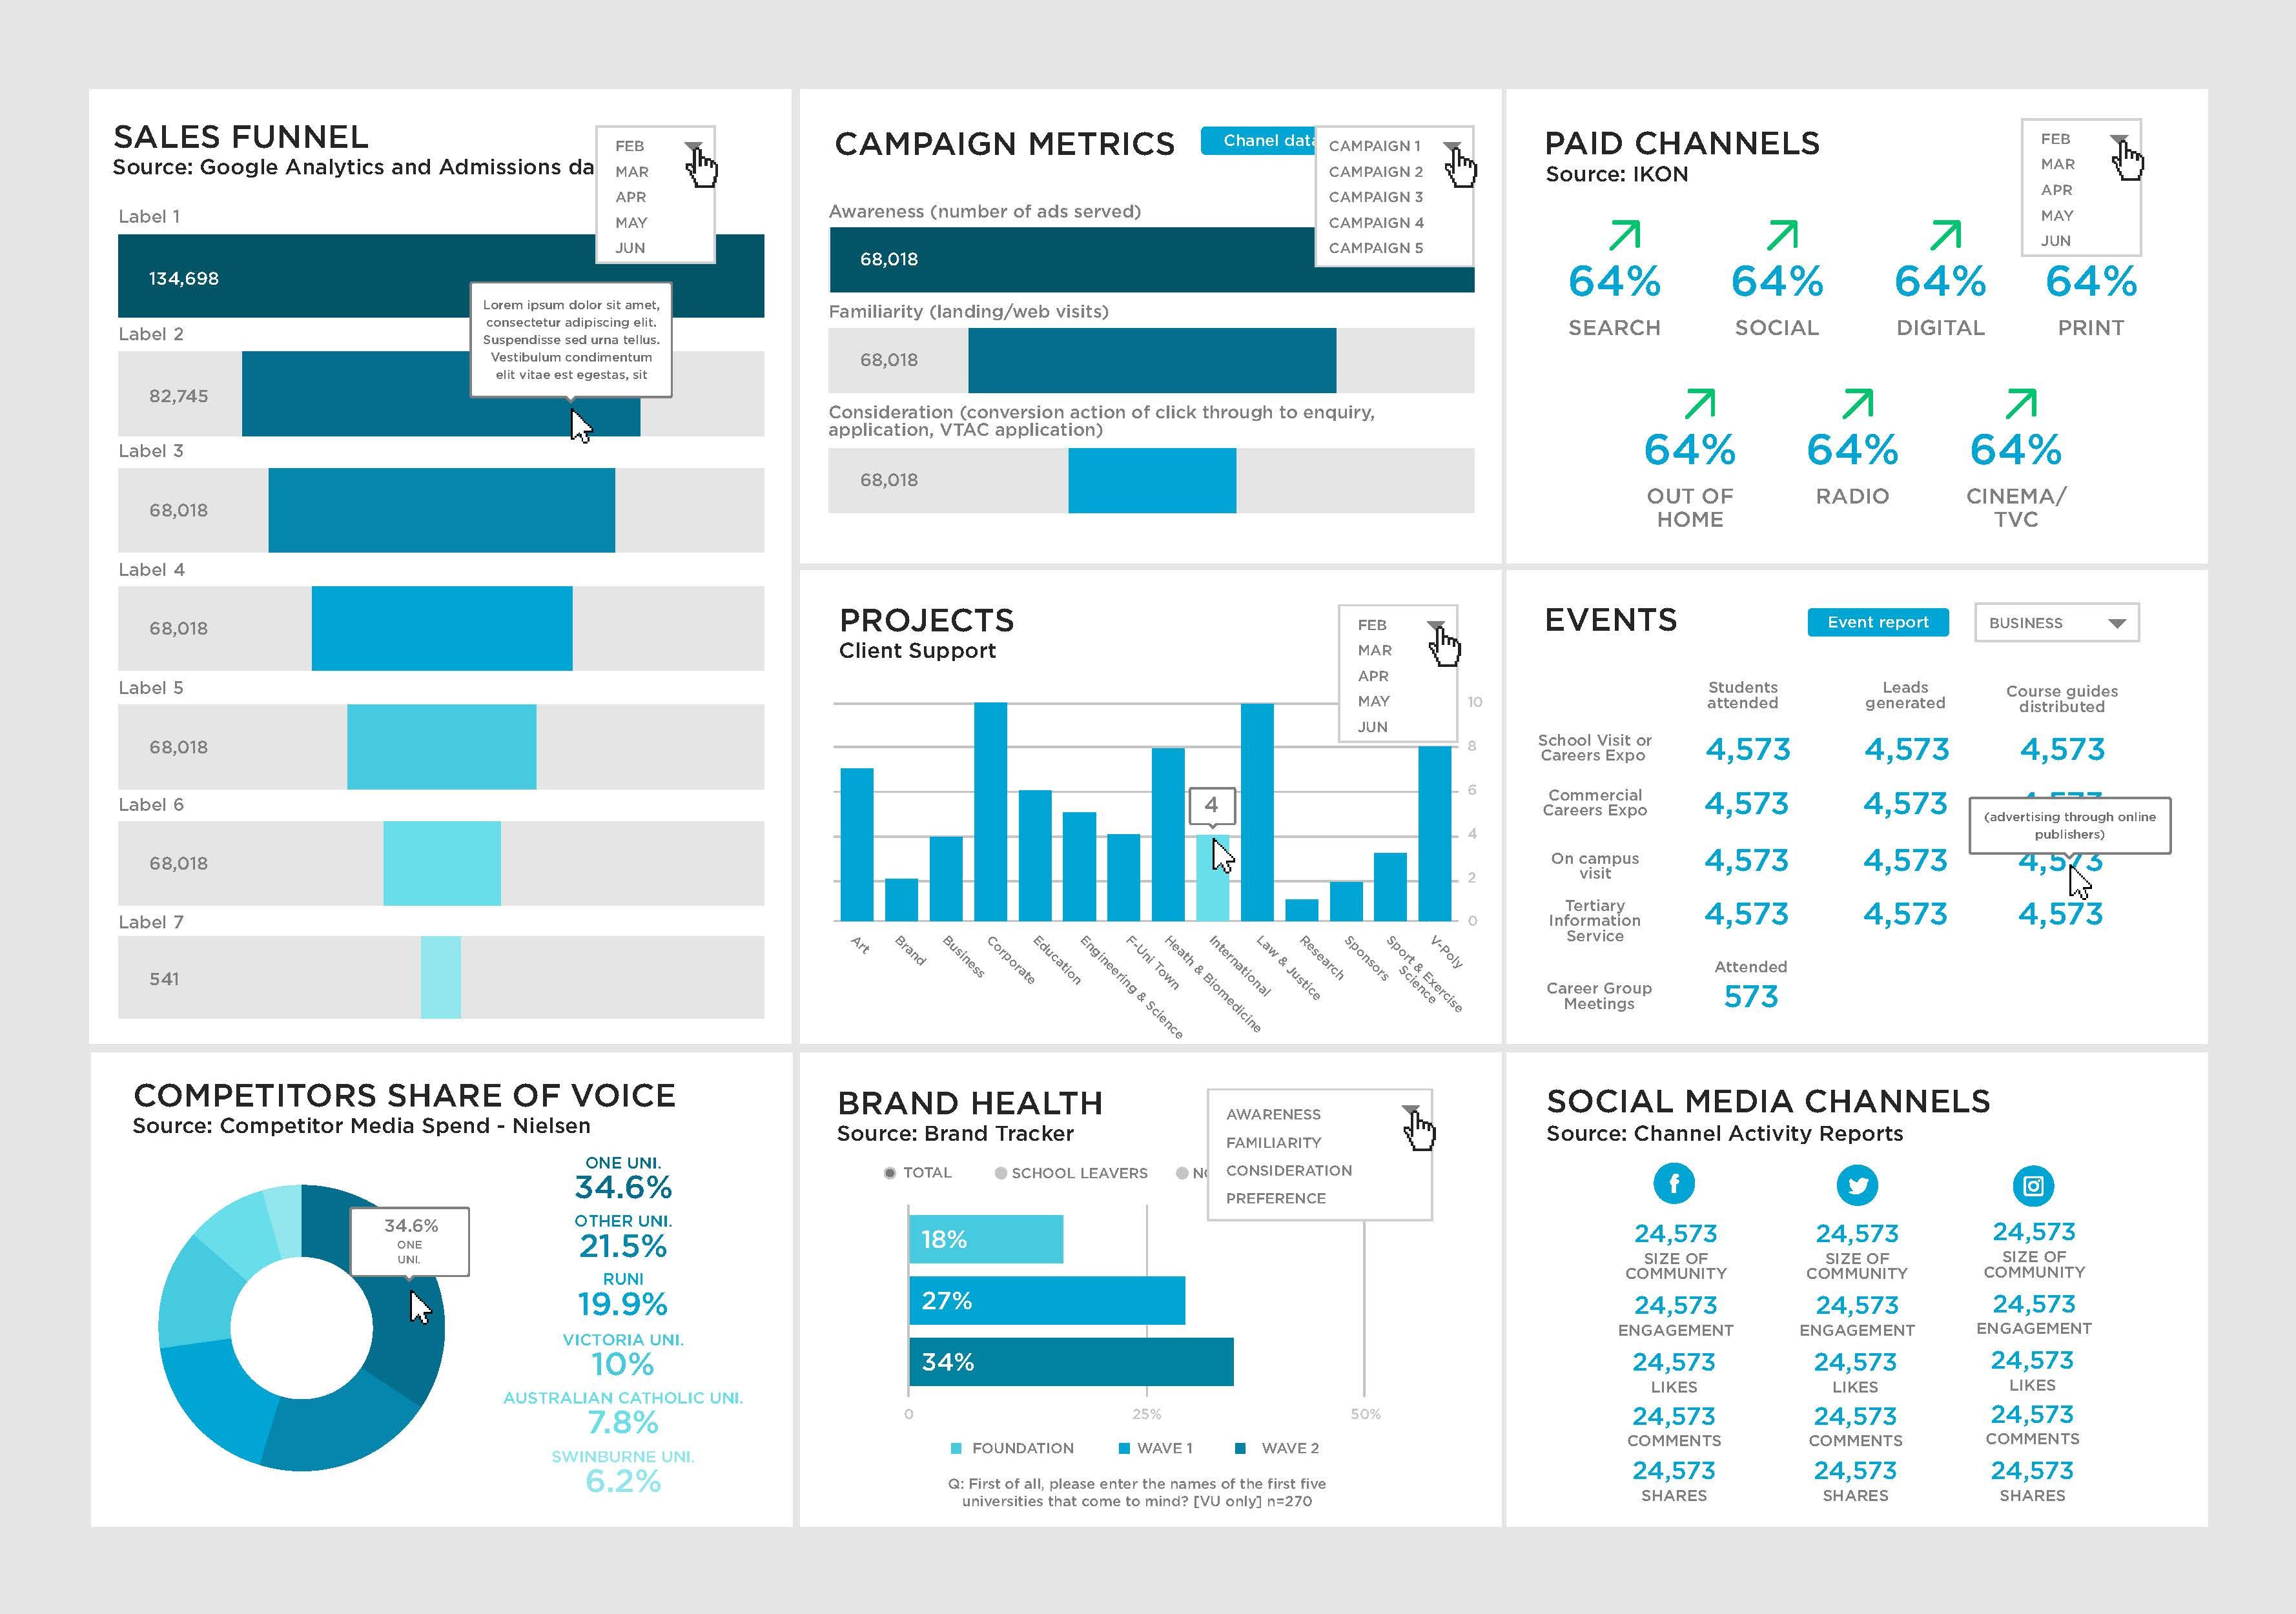 SALES FUNNEL
Source: Google Analytics and Admissions da
FEB
MAR
APR
MAY
JUN
Label 1
134,698
Lorem ipsum dolor sit amet,
consectetur adipiscing elit.
Suspendisse sed urna tellus.
Vestibulum condimentum
elit vitae est egestas, sit
Label 2
82,745
Label 3
68,018
Label 4
68,018
Label 5
68,018
Label 6
68,018
Label 7
541
CAMPAIGN METRICS
Chanel data
CAMPAIGN 1
CAMPAIGN 2
CAMPAIGN 3
CAMPAIGN 4
CAMPAIGN 5
Awareness (number of ads served)
68,018
Familiarity (landing/web visits)
68,018
Consideration (conversion action of click through to enquiry,
application, VTAC application)
68,018
PAID CHANNELS
Source: IKON
FEB
MAR
APR
MAY
JUN
64% 64% 64% 64%
SEARCH SOCIAL DIGITAL PRINT
64% 64% 64%
OUT OF HOME RADIO CINEMA/ TVC
PROJECTS
Client Support
FEB
MAR
APR
MAY
JUN
10
8
6
4
2
0
4
Art
Brand
Business
Corporate
Education
Engineering & Science
F-Uni Town
Heath & Biomedicine
International
Law & Justice
Research
Sponsors
Sport & Exercise
Science
V-Poly
EVENTS
Event report
BUSINESS
Students
attended
Leads
generated
Course guides
distributed
School Visit or
Careers Expo
4,573 4,573 4,573
Commercial
Careers Expo
4,573 4,573
(advertising through online
publishers)
On campus
visit
4,573 4,573 4,573
Tertiary
Information
Service
4,573 4,573 4,573
Attended
Career Group
Meetings
573
COMPETITORS SHARE OF VOICE
Source: Competitor Media Spend - Nielsen
34.6%
ONE
UNI.
ONE UNI.
34.6%
OTHER UNI.
21.5%
RUNI
19.9%
VICTORIA UNI.
10%
AUSTRALIAN CATHOLIC UNI.
7.8%
SWINBURNE UNI.
6.2%
BRAND HEALTH
Source: Brand Tracker
AWARENESS
FAMILIARITY
CONSIDERATION
PREFERENCE
TOTAL SCHOOL LEAVERS
18%
27%
34%
0 25% 50%
FOUNDATION WAVE 1 WAVE 2
Q: First of all, please enter the names of the first five
universities that come to mind? [VU only] n=270
SOCIAL MEDIA CHANNELS
Source: Channel Activity Reports
24,573 24,573 24,573
SIZE OF SIZE OF SIZE OF
COMMUNITY COMMUNITY COMMUNITY
24,573 24,573 24,573
ENGAGEMENT ENGAGEMENT ENGAGEMENT
24,573 24,573 24,573
LIKES LIKES LIKES
24,573 24,573 24,573
COMMENTS COMMENTS COMMENTS
24,573 24,573 24,573
SHARES SHARES SHARES